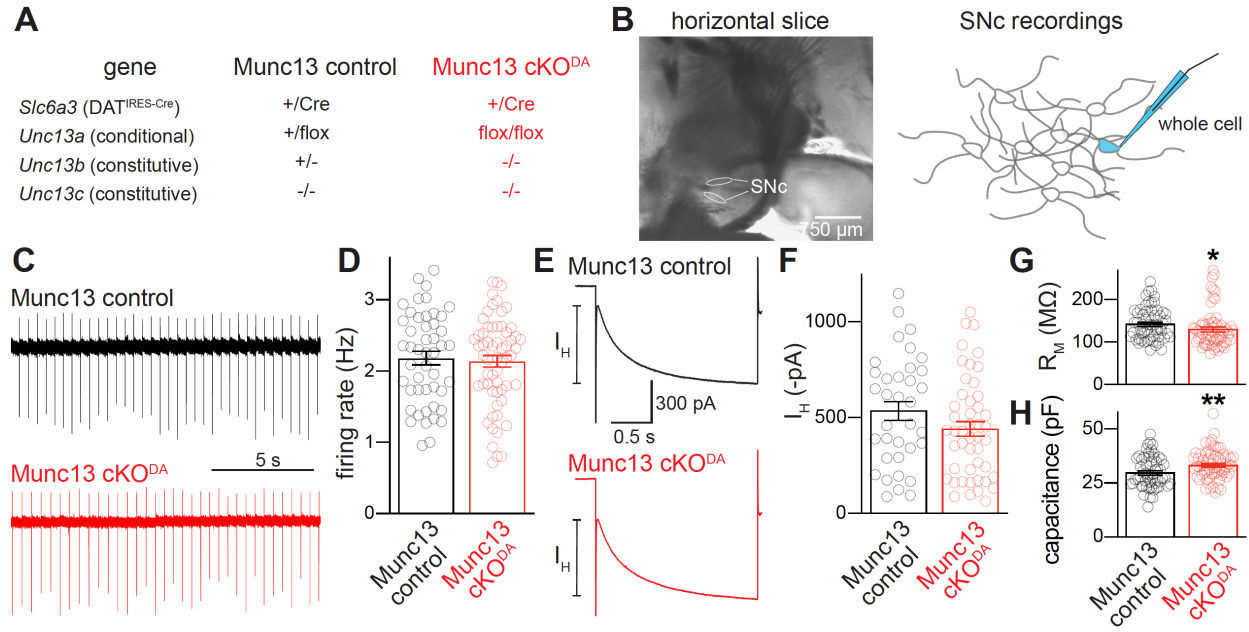 A
gene Munc13 control Munc13 cKO^DA
Slc6a3 (DAT^IRES-Cre) +/Cre +/Cre
Unc13a (conditional) +/flox flox/flox
Unc13b (constitutive) +/- -/-
Unc13c (constitutive) -/- -/-
B
horizontal slice
SNc
750 µm
SNc recordings
whole cell
C
Munc13 control
Munc13 cKO^DA
5 s
D
firing rate (Hz)
3
2
1
0
Munc13
control
Munc13
cKO^DA
E
Munc13 control
I_H
300 pA
0.5 s
Munc13 cKO^DA
I_H
F
I_H (-pA)
1000
500
0
Munc13
control
Munc13
cKO^DA
G
*
R_M (MΩ)
200
100
0
H
**
capacitance (pF)
50
25
0
Munc13
control
Munc13
cKO^DA